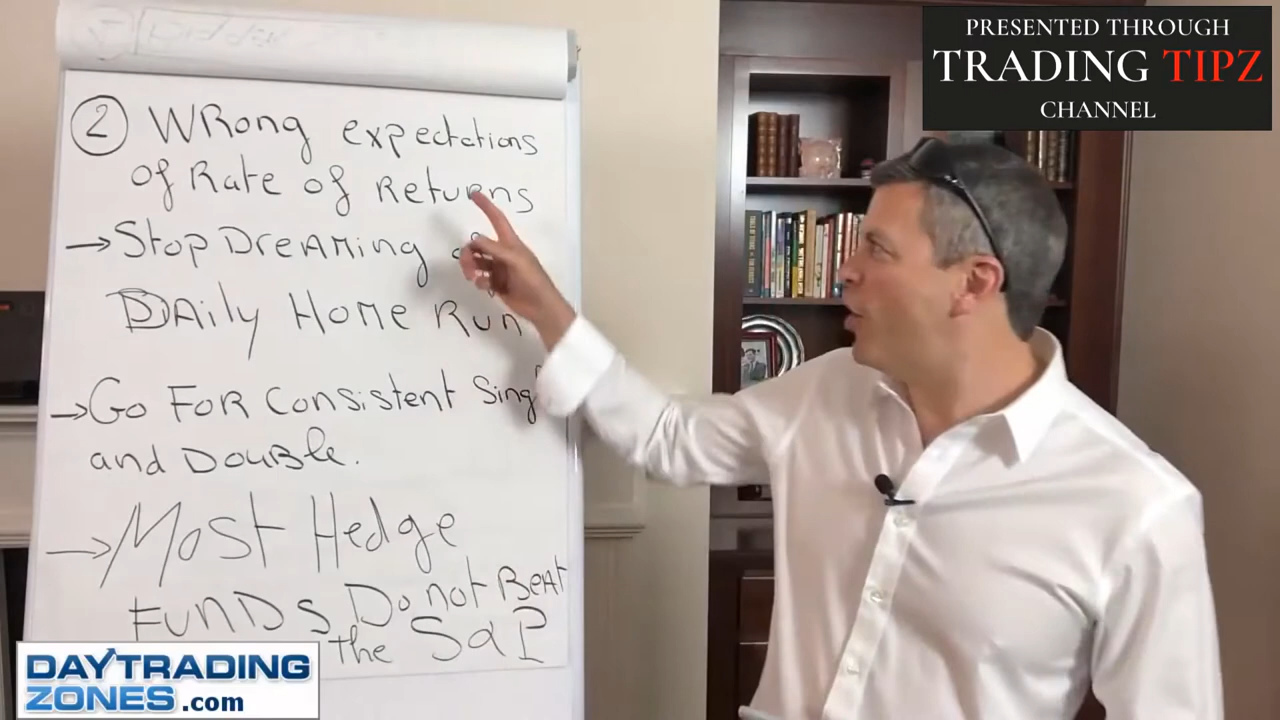 PRESENTED THROUGH
TRADING TIPZ
CHANNEL
② WRong expectations
of Rate of Returns
→ Stop DreAMing
DAily Home Run
→ Go FOR Consistent Sing
and DouBle.
→ Most Hedge
FUNDS Do not BeAt
the S&P
DAYTRADING
ZONES.com